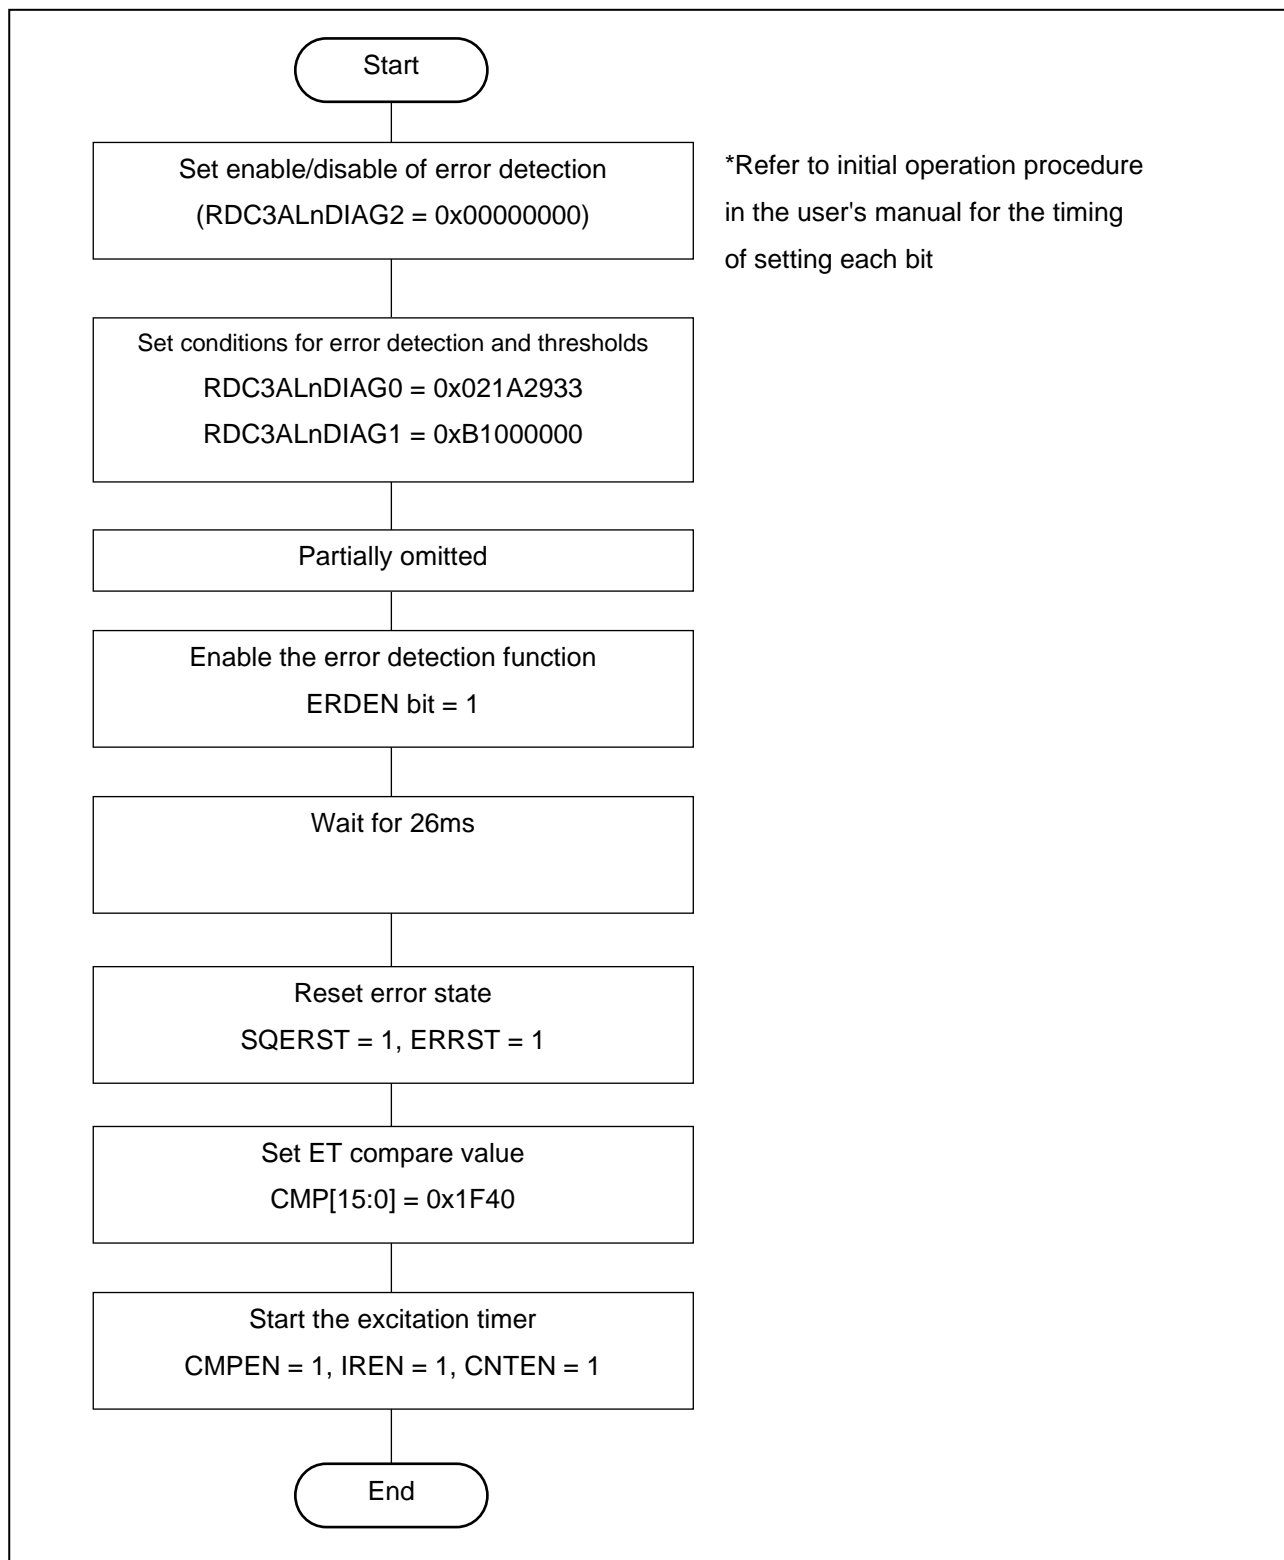 Start
Set enable/disable of error detection
(RDC3ALnDIAG2 = 0x00000000)
*Refer to initial operation procedure
in the user's manual for the timing
of setting each bit
Set conditions for error detection and thresholds
RDC3ALnDIAG0 = 0x021A2933
RDC3ALnDIAG1 = 0xB1000000
Partially omitted
Enable the error detection function
ERDEN bit = 1
Wait for 26ms
Reset error state
SQERST = 1, ERRST = 1
Set ET compare value
CMP[15:0] = 0x1F40
Start the excitation timer
CMPEN = 1, IREN = 1, CNTEN = 1
End